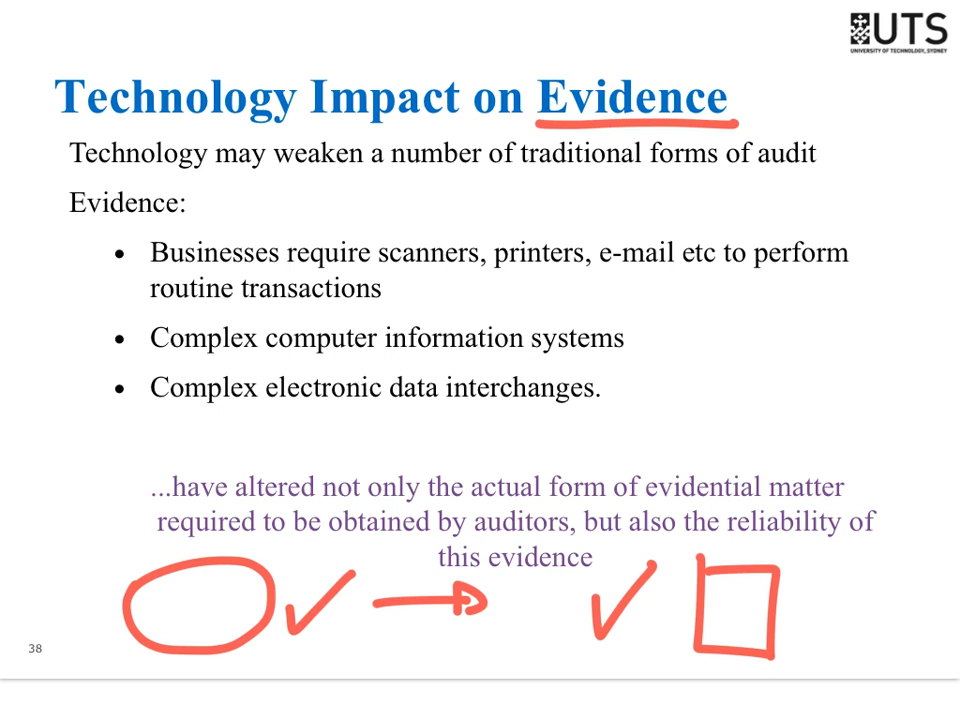 UTS
UNIVERSITY OF TECHNOLOGY, SYDNEY
Technology Impact on Evidence
Technology may weaken a number of traditional forms of audit
Evidence:
• Businesses require scanners, printers, e-mail etc to perform
routine transactions
• Complex computer information systems
• Complex electronic data interchanges.
...have altered not only the actual form of evidential matter
required to be obtained by auditors, but also the reliability of
this evidence
38